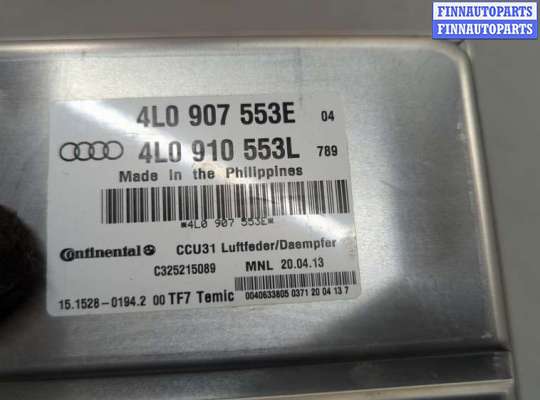 FINNAUTOPARTS
FINNAUTOPARTS
4L0 907 553E 04
4L0 910 553L 789
Made in the Philippines
*4L0 907 553E*
Continental CCU31 Luftfeder/Daempfer
C325215089 MNL 20.04.13
15.1528-0194.2 00 TF7 Temic 0040633805 0371 20 04 13 7